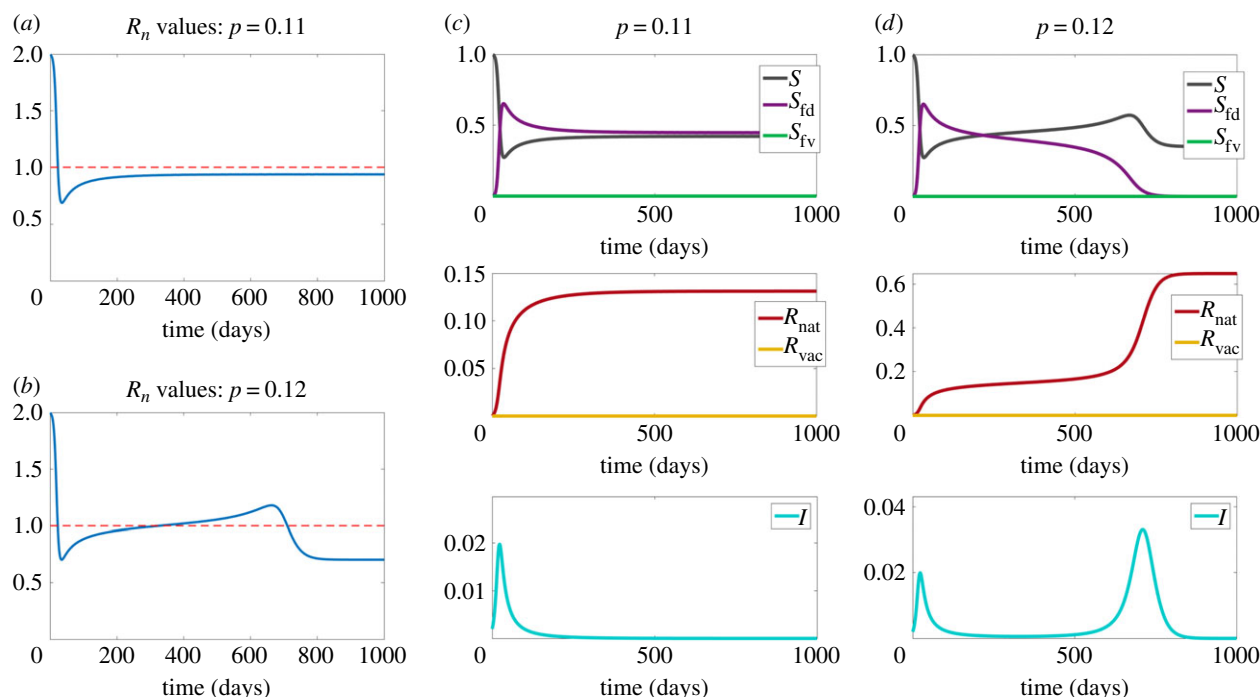 (a)
R_n values: p = 0.11
2.0
1.5
1.0
0.5
0 200 400 600 800 1000
time (days)
(b)
R_n values: p = 0.12
2.0
1.5
1.0
0.5
0 200 400 600 800 1000
time (days)
(c)
p = 0.11
1.0
0.5
S
S_fd
S_fv
0 500 1000
time (days)
0.15
0.10
0.05
R_nat
R_vac
0 500 1000
time (days)
0.02
0.01
I
0 500 1000
time (days)
(d)
p = 0.12
1.0
0.5
S
S_fd
S_fv
0 500 1000
time (days)
0.6
0.4
0.2
R_nat
R_vac
0 500 1000
time (days)
0.04
0.02
I
0 500 1000
time (days)